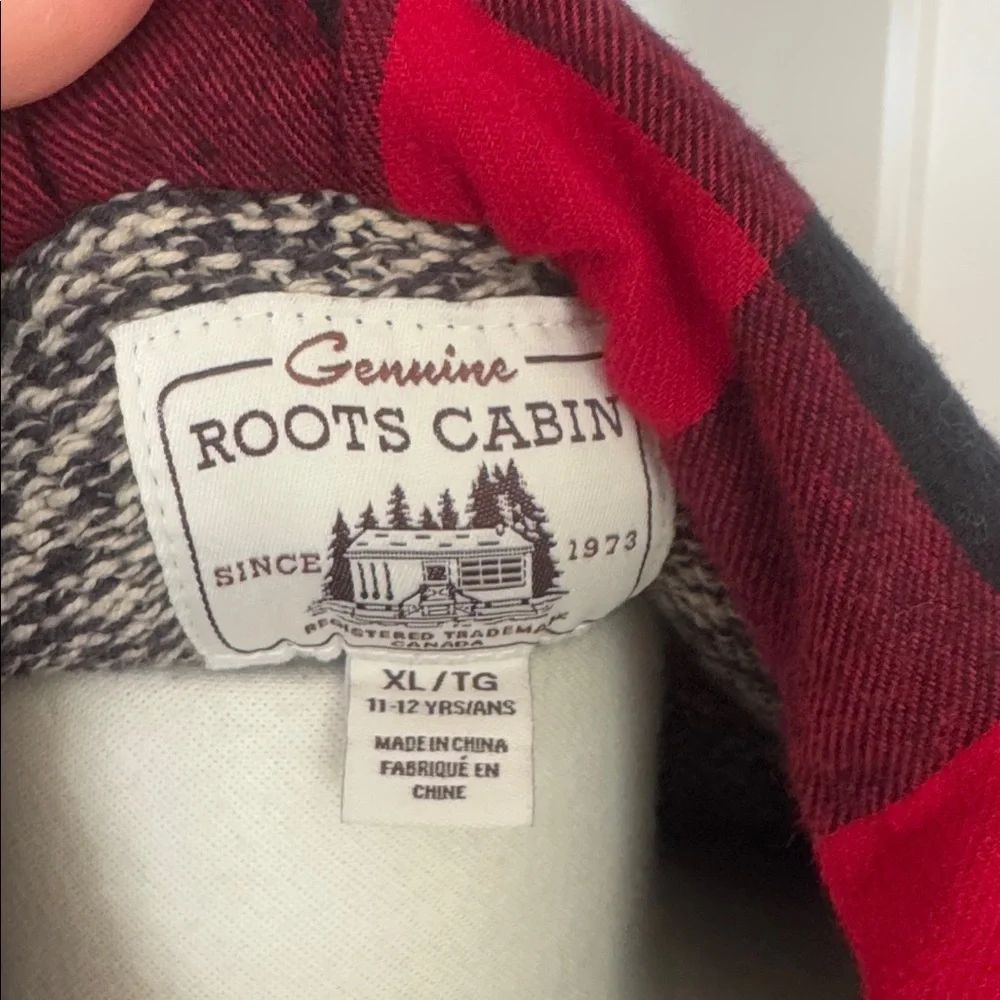 Genuine
ROOTS CABIN
SINCE 1973
REGISTERED TRADEMARK
CANADA
XL/TG
11-12 YRS/ANS
MADE IN CHINA
FABRIQUÉ EN
CHINE